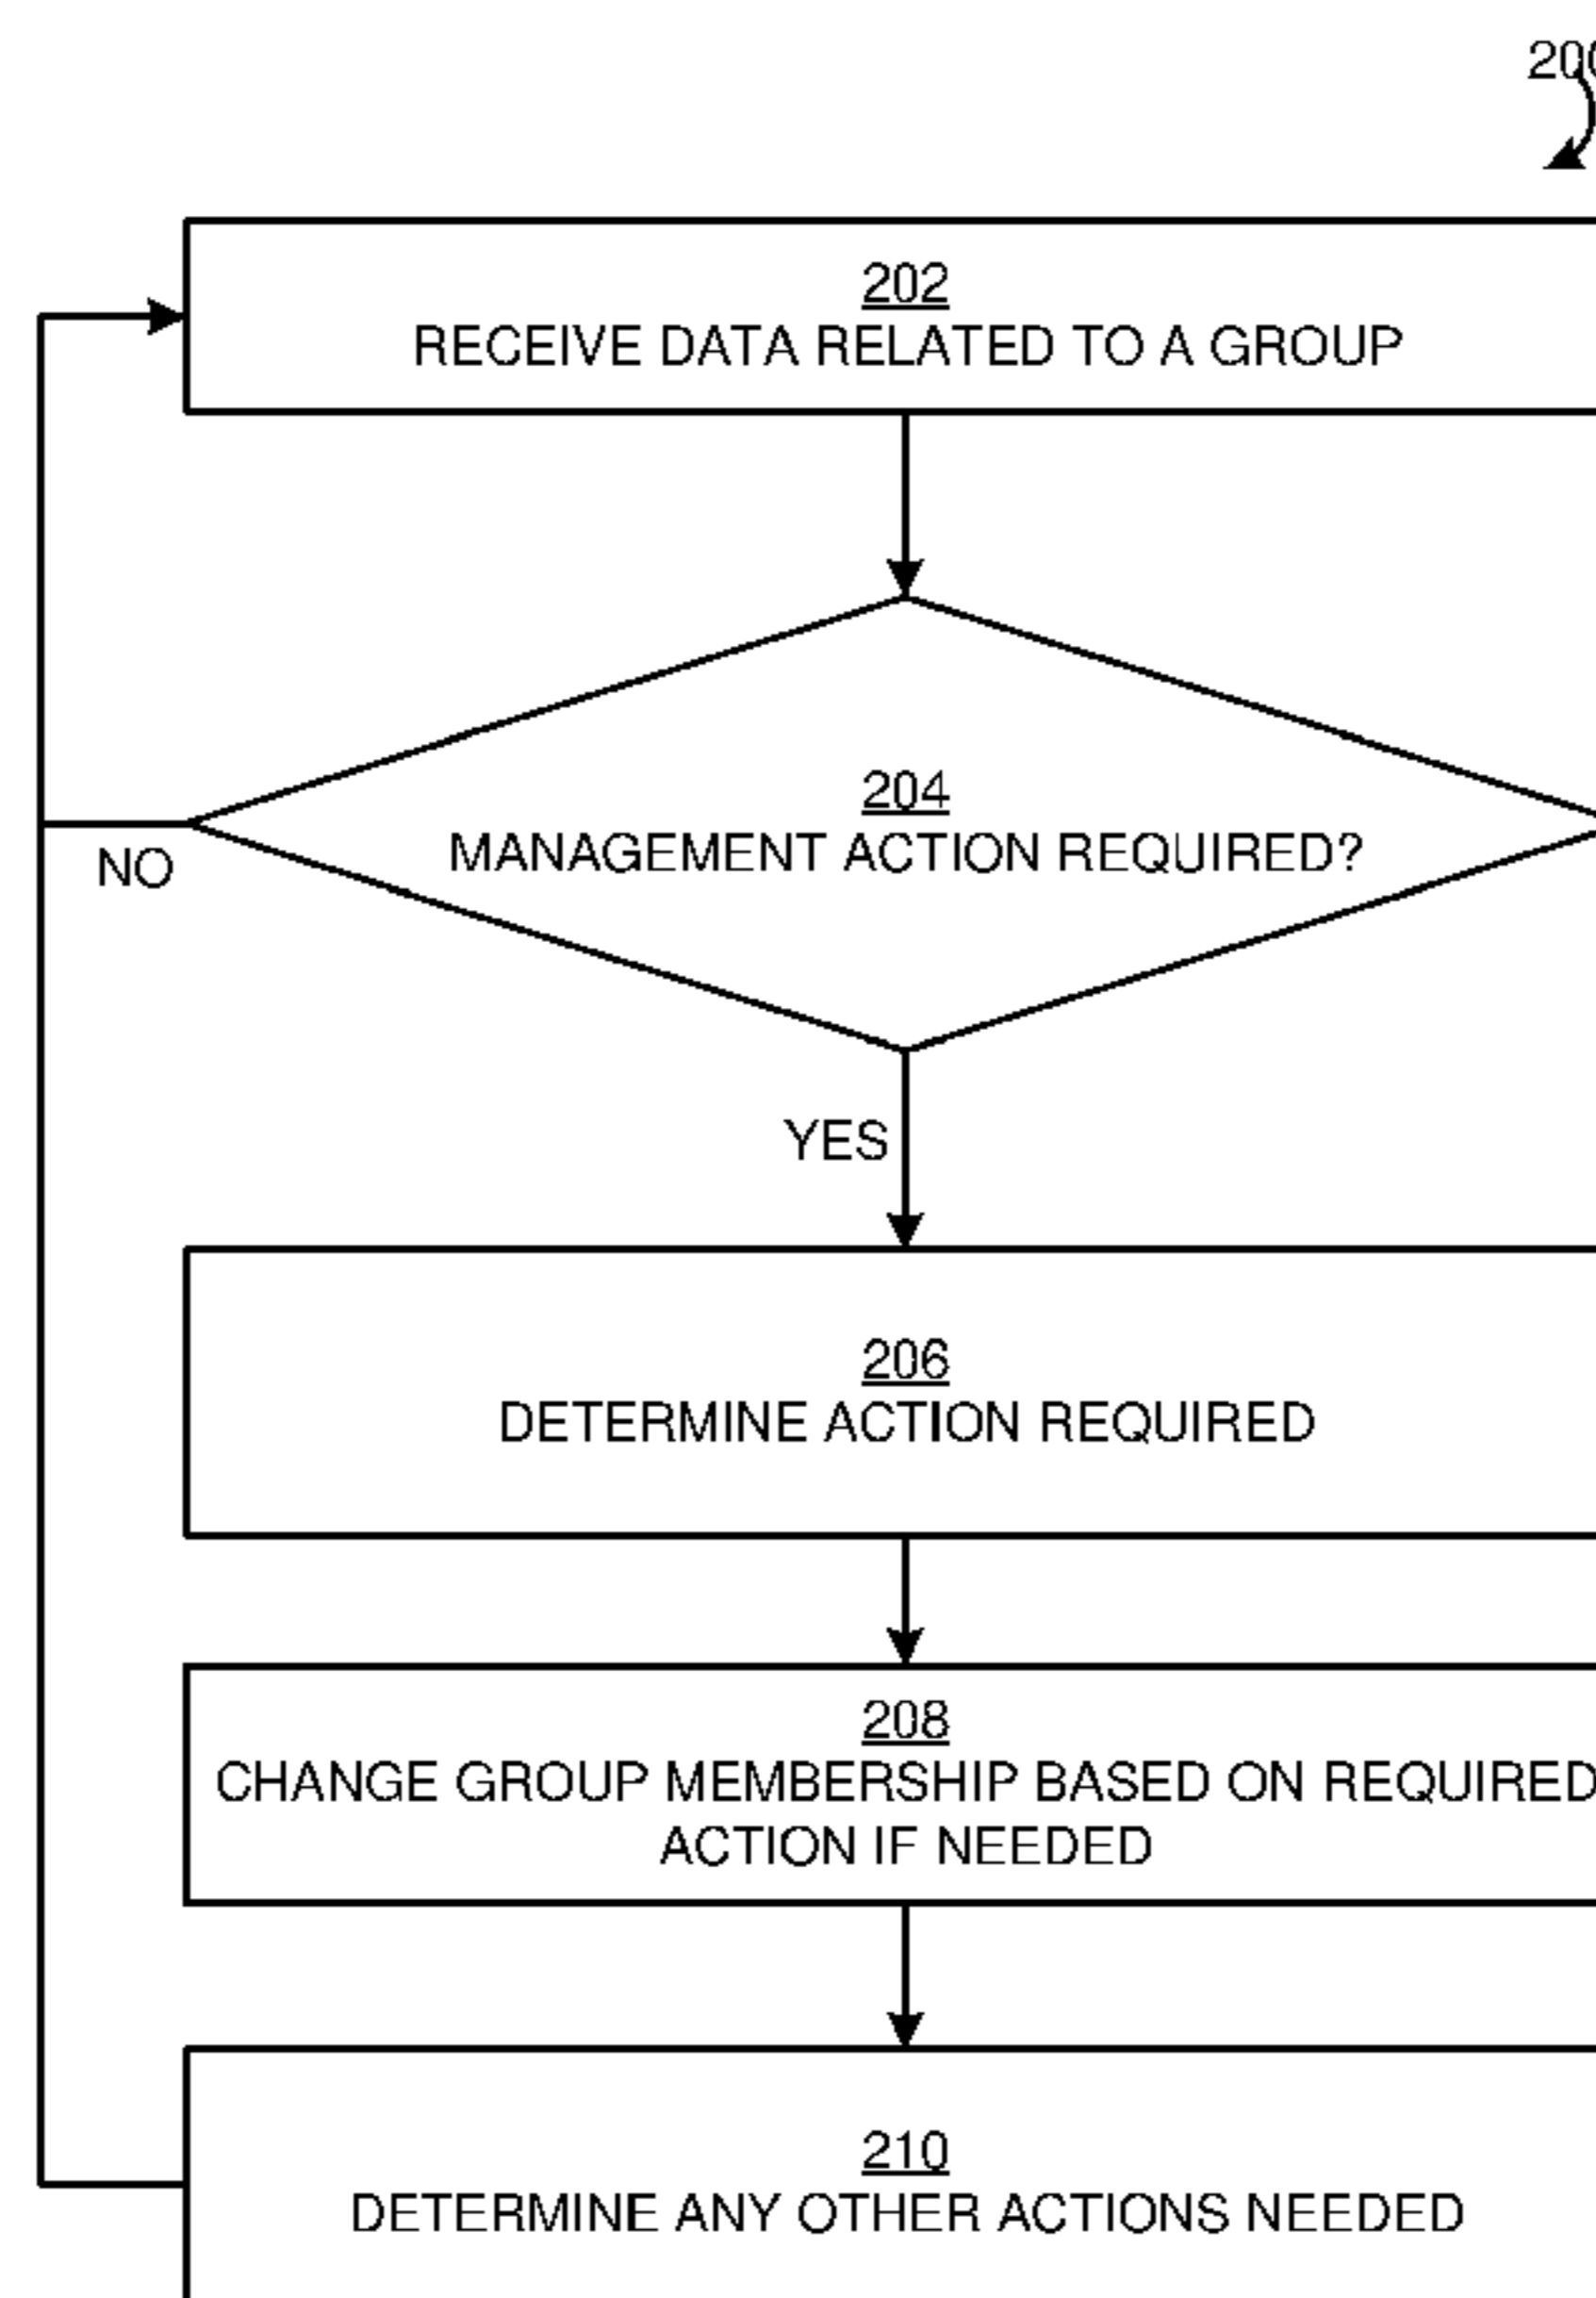 202
RECEIVE DATA RELATED TO A GROUP
204
MANAGEMENT ACTION REQUIRED?
NO
YES
206
DETERMINE ACTION REQUIRED
208
CHANGE GROUP MEMBERSHIP BASED ON REQUIRED
ACTION IF NEEDED
210
DETERMINE ANY OTHER ACTIONS NEEDED